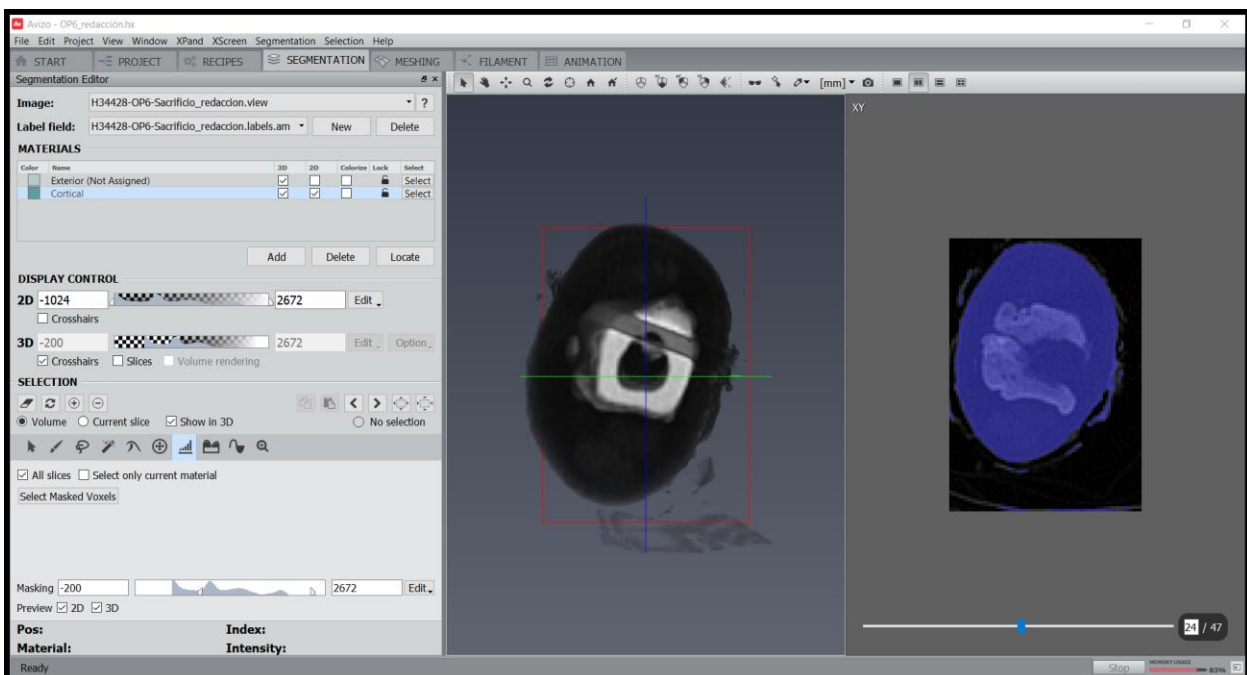 Avizo - OP6_redacción.hx
File Edit Project View Window XPand XScreen Segmentation Selection Help
START PROJECT RECIPES SEGMENTATION MESHING FILAMENT ANIMATION
Segmentation Editor
[mm]
Image: H34428-OP6-Sacrificio_redaccion.view ?
Label field: H34428-OP6-Sacrificio_redaccion.labels.am New Delete
MATERIALS
Color Name 3D 2D Colorize Lock Select
Exterior (Not Assigned) Select
Cortical Select
Add Delete Locate
DISPLAY CONTROL
2D -1024 2672 Edit
Crosshairs
3D -200 2672 Edit Option
Crosshairs Slices Volume rendering
SELECTION
Volume Current slice Show in 3D No selection
All slices Select only current material
Select Masked Voxels
Masking -200 2672 Edit
Preview 2D 3D
Pos: Index:
Material: Intensity:
Ready
XY
24 / 47
Stop MEMORY USAGE 83%